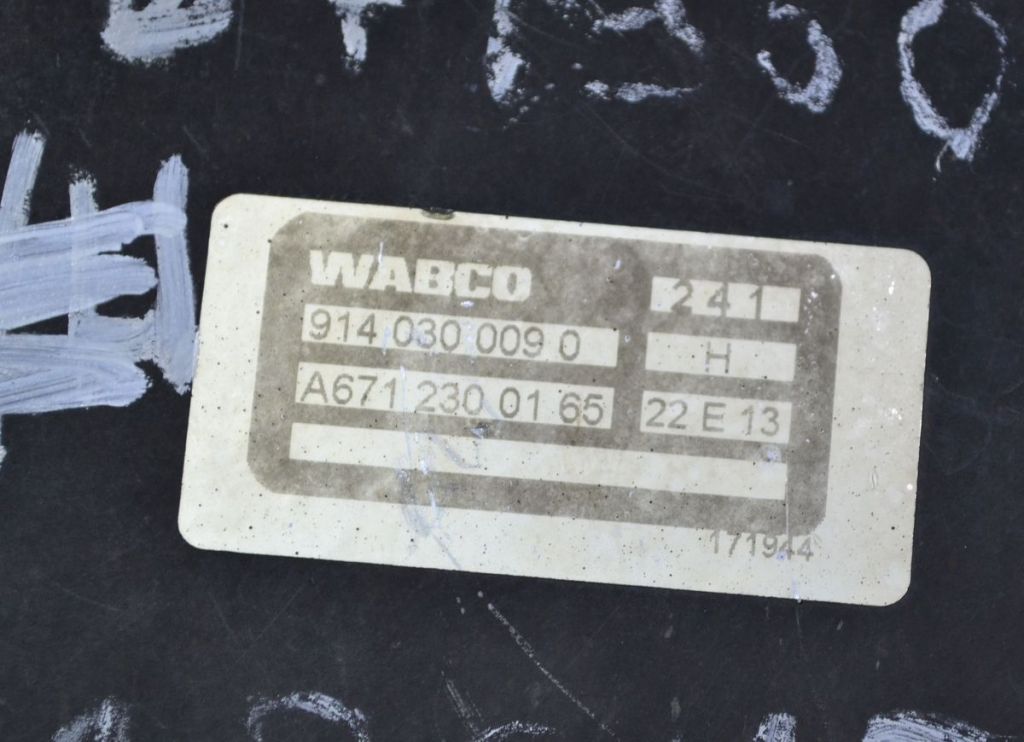 WABCO 241
914 030 009 0 H
A671 230 01 65 22 E 13
171944